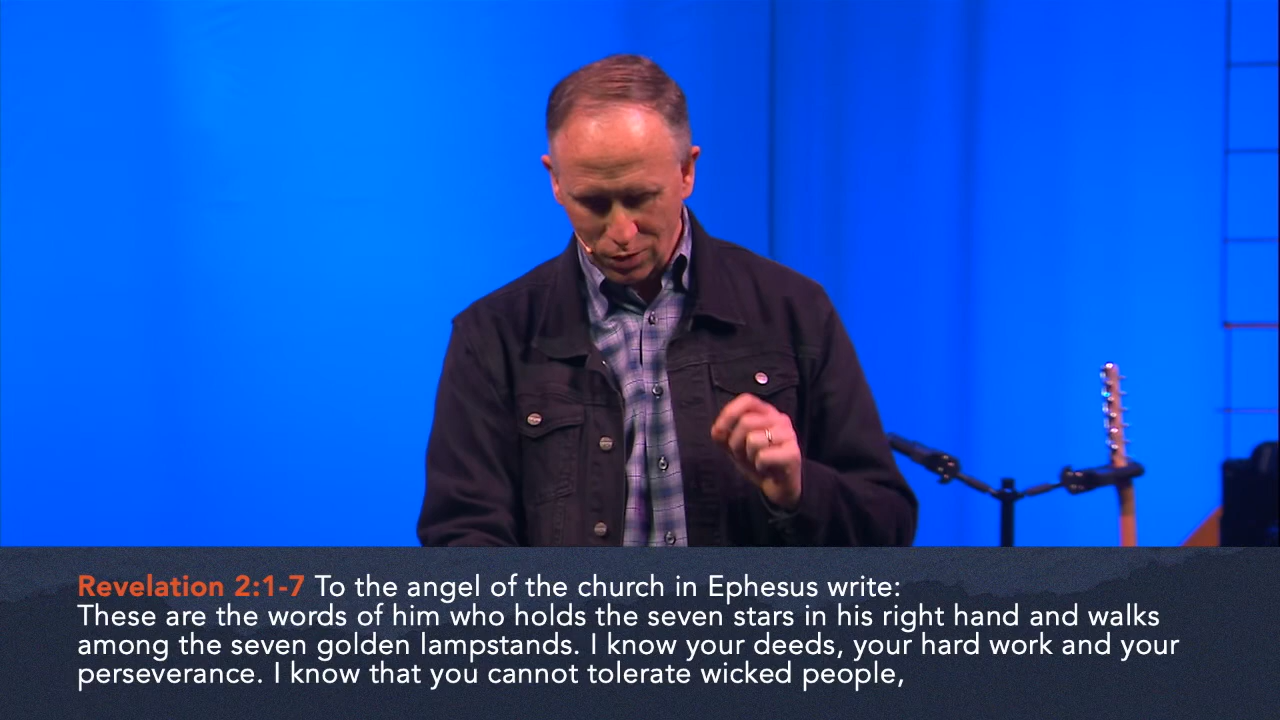 Revelation 2:1-7 To the angel of the church in Ephesus write:
These are the words of him who holds the seven stars in his right hand and walks
among the seven golden lampstands. I know your deeds, your hard work and your
perseverance. I know that you cannot tolerate wicked people,